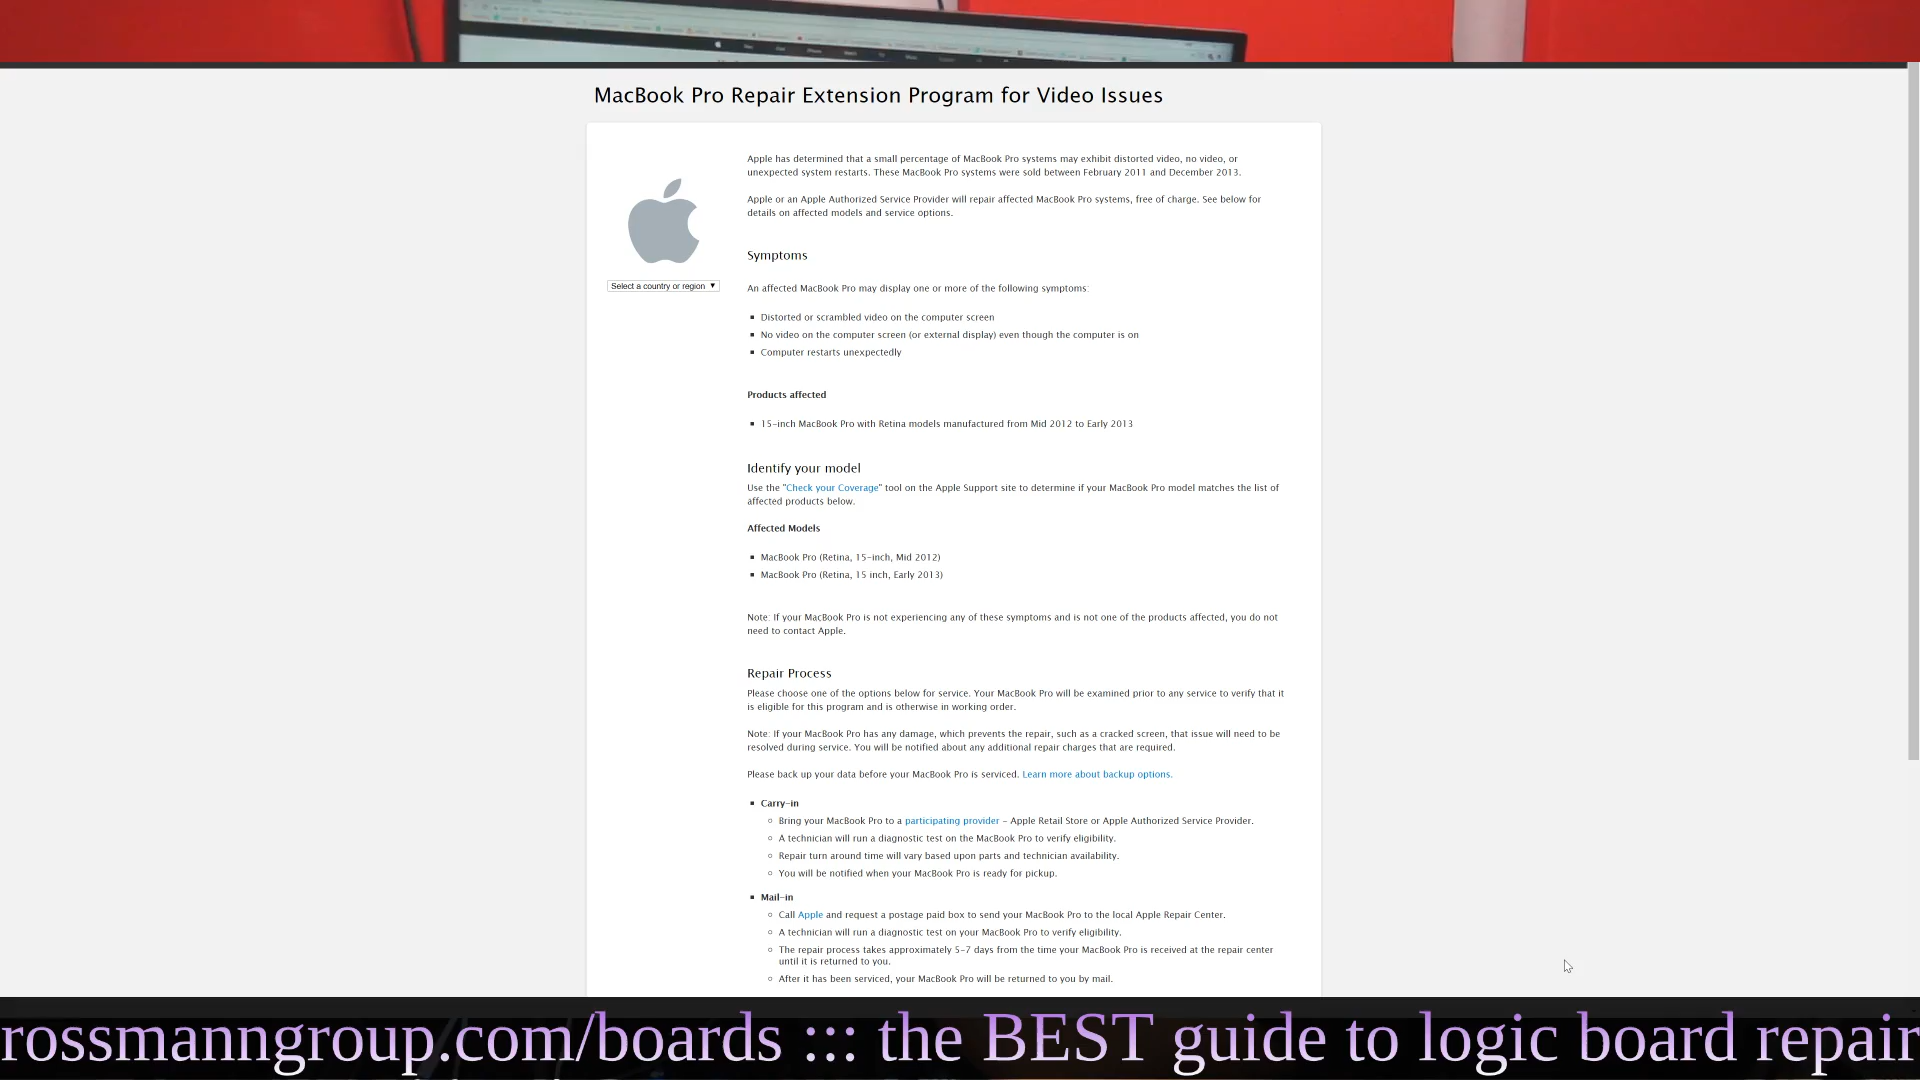 MacBook Pro Repair Extension Program for Video Issues
Apple has determined that a small percentage of MacBook Pro systems may exhibit distorted video, no video, or
unexpected system restarts. These MacBook Pro systems were sold between February 2011 and December 2013.
Apple or an Apple Authorized Service Provider will repair affected MacBook Pro systems, free of charge. See below for
details on affected models and service options.
Select a country or region ▼
Symptoms
An affected MacBook Pro may display one or more of the following symptoms:
▪ Distorted or scrambled video on the computer screen
▪ No video on the computer screen (or external display) even though the computer is on
▪ Computer restarts unexpectedly
Products affected
▪ 15-inch MacBook Pro with Retina models manufactured from Mid 2012 to Early 2013
Identify your model
Use the "Check your Coverage" tool on the Apple Support site to determine if your MacBook Pro model matches the list of
affected products below.
Affected Models
▪ MacBook Pro (Retina, 15-inch, Mid 2012)
▪ MacBook Pro (Retina, 15 inch, Early 2013)
Note: If your MacBook Pro is not experiencing any of these symptoms and is not one of the products affected, you do not
need to contact Apple.
Repair Process
Please choose one of the options below for service. Your MacBook Pro will be examined prior to any service to verify that it
is eligible for this program and is otherwise in working order.
Note: If your MacBook Pro has any damage, which prevents the repair, such as a cracked screen, that issue will need to be
resolved during service. You will be notified about any additional repair charges that are required.
Please back up your data before your MacBook Pro is serviced. Learn more about backup options.
▪ Carry-in
○ Bring your MacBook Pro to a participating provider – Apple Retail Store or Apple Authorized Service Provider.
○ A technician will run a diagnostic test on the MacBook Pro to verify eligibility.
○ Repair turn around time will vary based upon parts and technician availability.
○ You will be notified when your MacBook Pro is ready for pickup.
▪ Mail-in
○ Call Apple and request a postage paid box to send your MacBook Pro to the local Apple Repair Center.
○ A technician will run a diagnostic test on your MacBook Pro to verify eligibility.
○ The repair process takes approximately 5-7 days from the time your MacBook Pro is received at the repair center
until it is returned to you.
○ After it has been serviced, your MacBook Pro will be returned to you by mail.
rossmanngroup.com/boards ::: the BEST guide to logic board repair